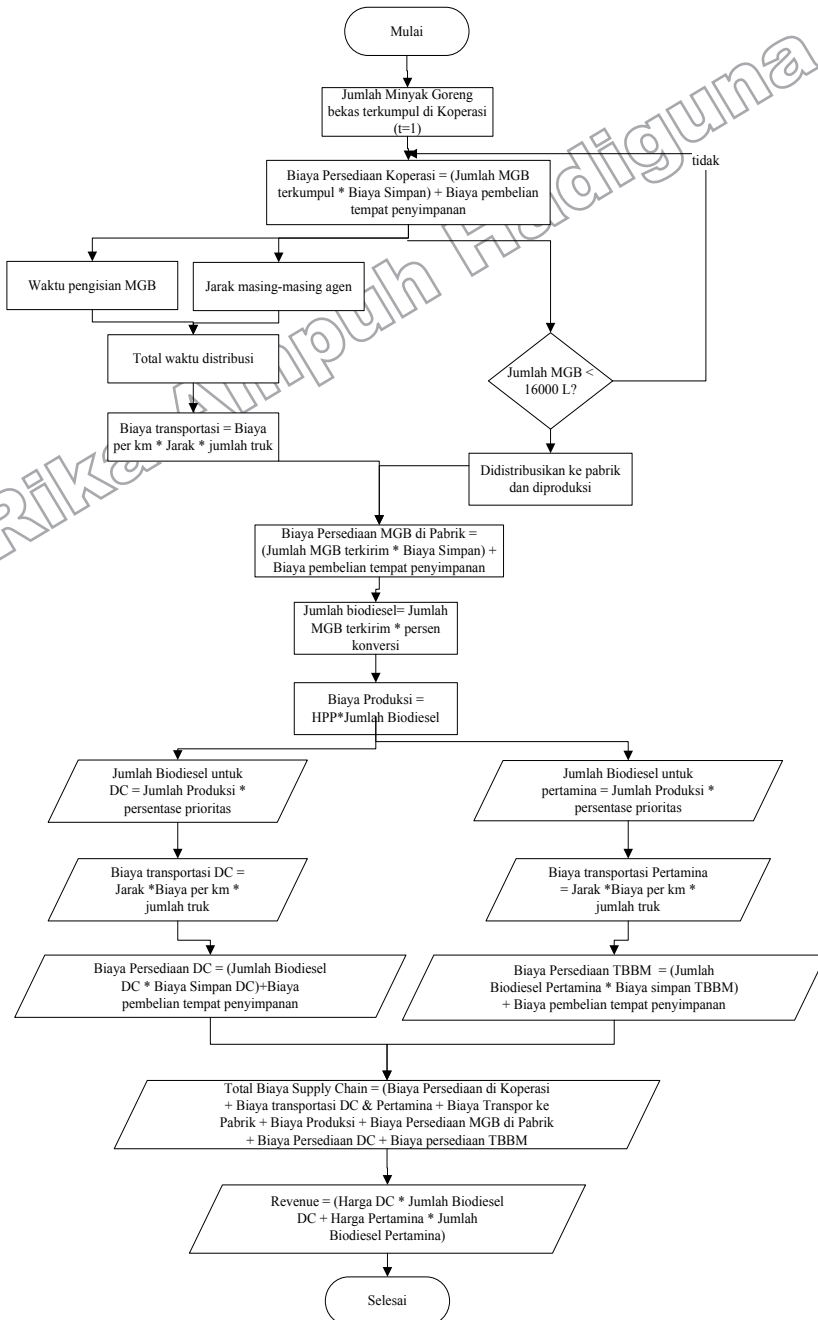 Mulai
Jumlah Minyak Goreng
bekas terkumpul di Koperasi
(t=1)
tidak
Biaya Persediaan Koperasi = (Jumlah MGB
terkumpul * Biaya Simpan) + Biaya pembelian
tempat penyimpanan
Waktu pengisian MGB
Jarak masing-masing agen
Total waktu distribusi
Jumlah MGB <
16000 L?
Biaya transportasi = Biaya
per km * Jarak * jumlah truk
Didistribusikan ke pabrik
dan diproduksi
Biaya Persediaan MGB di Pabrik =
(Jumlah MGB terkirim * Biaya Simpan) +
Biaya pembelian tempat penyimpanan
Jumlah biodiesel= Jumlah
MGB terkirim * persen
konversi
Biaya Produksi =
HPP*Jumlah Biodiesel
Jumlah Biodiesel untuk
DC = Jumlah Produksi *
persentase prioritas
Jumlah Biodiesel untuk
pertamina = Jumlah Produksi *
persentase prioritas
Biaya transportasi DC =
Jarak *Biaya per km *
jumlah truk
Biaya transportasi Pertamina
= Jarak *Biaya per km *
jumlah truk
Biaya Persediaan DC = (Jumlah Biodiesel
DC * Biaya Simpan DC)+Biaya
pembelian tempat penyimpanan
Biaya Persediaan TBBM = (Jumlah
Biodiesel Pertamina * Biaya simpan TBBM)
+ Biaya pembelian tempat penyimpanan
Total Biaya Supply Chain = (Biaya Persediaan di Koperasi
+ Biaya transportasi DC & Pertamina + Biaya Transpor ke
Pabrik + Biaya Produksi + Biaya Persediaan MGB di Pabrik
+ Biaya Persediaan DC + Biaya persediaan TBBM
Revenue = (Harga DC * Jumlah Biodiesel
DC + Harga Pertamina * Jumlah
Biodiesel Pertamina)
Selesai
Rika Ampuh Hadiguna